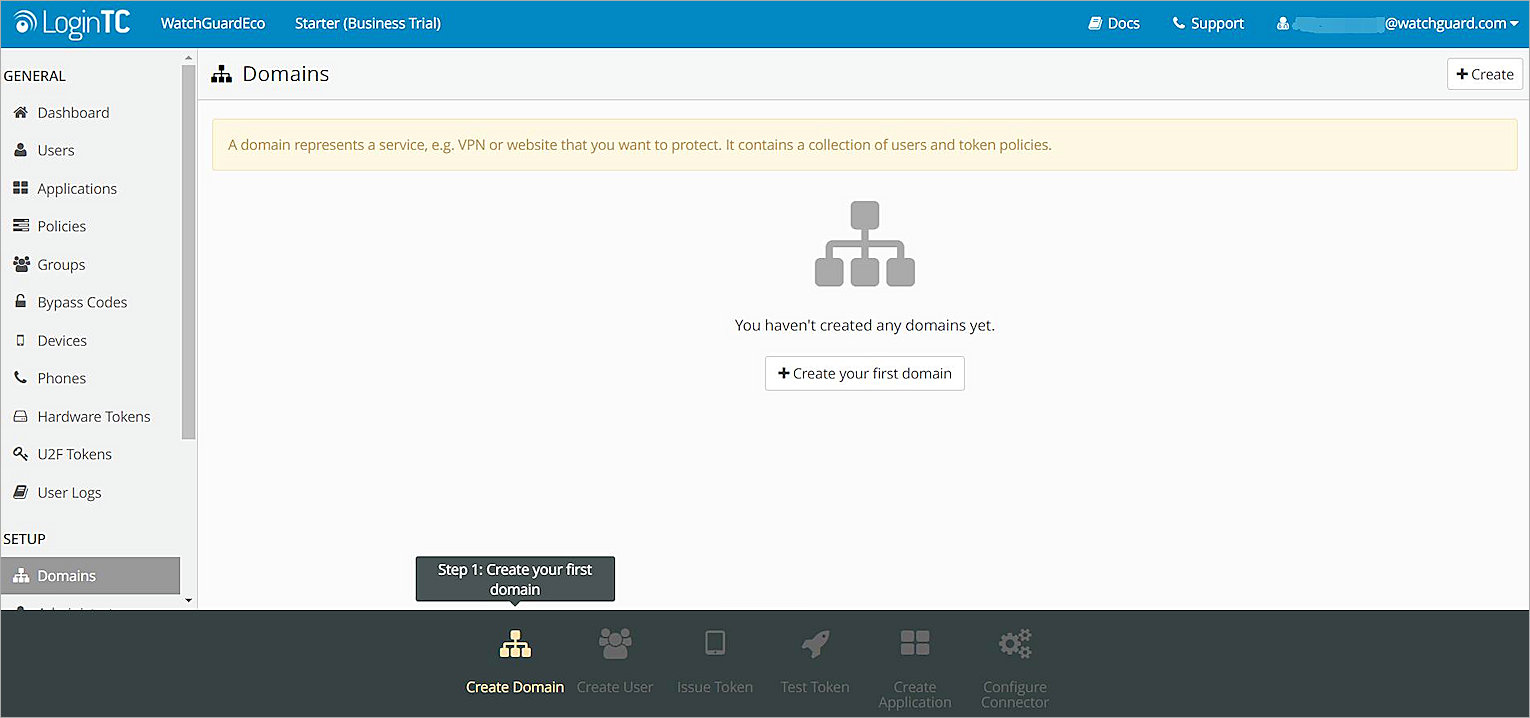 LoginTC WatchGuardEco Starter (Business Trial) Docs Support @watchguard.com
GENERAL
Dashboard
Users
Applications
Policies
Groups
Bypass Codes
Devices
Phones
Hardware Tokens
U2F Tokens
User Logs
SETUP
Domains
Domains
Create
A domain represents a service, e.g. VPN or website that you want to protect. It contains a collection of users and token policies.
You haven't created any domains yet.
Create your first domain
Step 1: Create your first
domain
Create Domain
Create User
Issue Token
Test Token
Create
Application
Configure
Connector